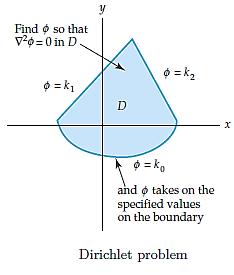 y
Find ϕ so that
∇²ϕ = 0 in D
ϕ = k₁
ϕ = k₂
D
x
ϕ = k₀
and ϕ takes on the
specified values
on the boundary
Dirichlet problem